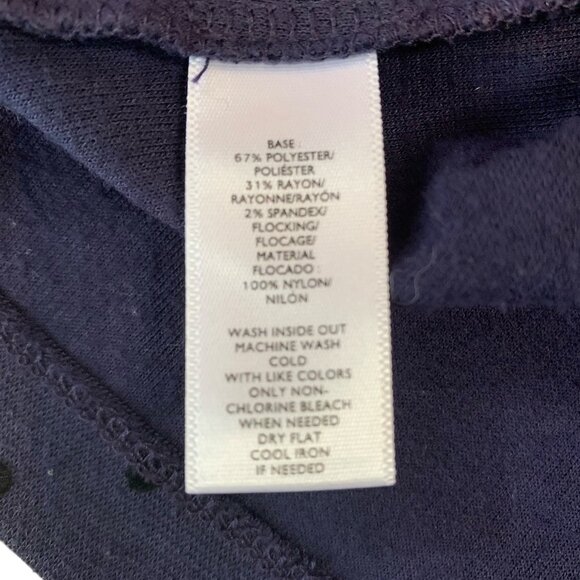 BASE :
67% POLYESTER/
POLIÉSTER
31% RAYON/
RAYONNE/RAYÓN
2% SPANDEX/
FLOCKING/
FLOCAGE/
MATERIAL
FLOCADO :
100% NYLON/
NILÓN
WASH INSIDE OUT
MACHINE WASH
COLD
WITH LIKE COLORS
ONLY NON-
CHLORINE BLEACH
WHEN NEEDED
DRY FLAT
COOL IRON
IF NEEDED